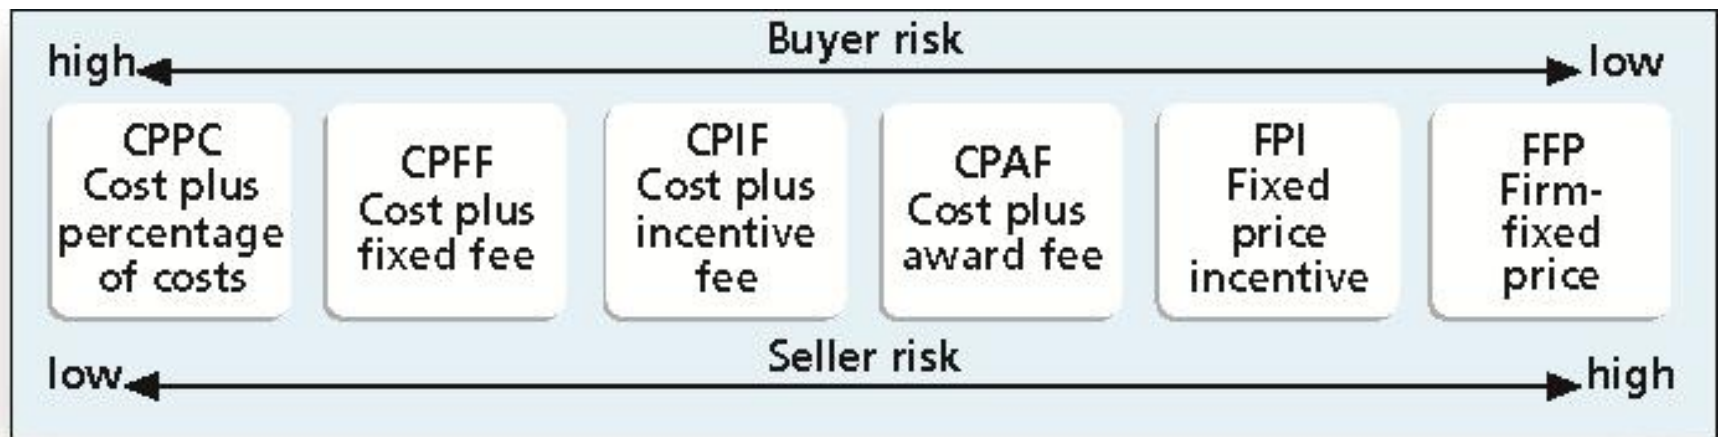 Buyer risk
high
low
CPPC
Cost plus
percentage
of costs
CPFF
Cost plus
fixed fee
CPIF
Cost plus
incentive
fee
CPAF
Cost plus
award fee
FPI
Fixed
price
incentive
FFP
Firm-
fixed
price
Seller risk
low
high